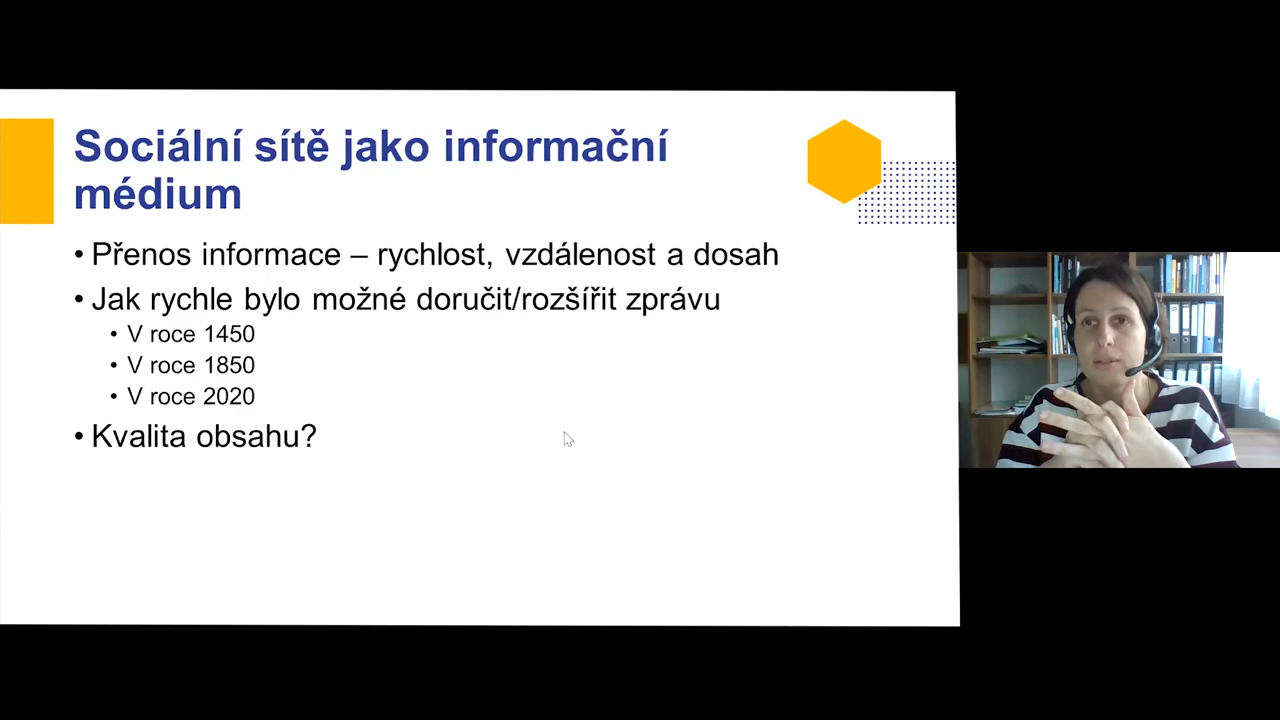 Sociální sítě jako informační
médium
• Přenos informace – rychlost, vzdálenost a dosah
• Jak rychle bylo možné doručit/rozšířit zprávu
• V roce 1450
• V roce 1850
• V roce 2020
• Kvalita obsahu?